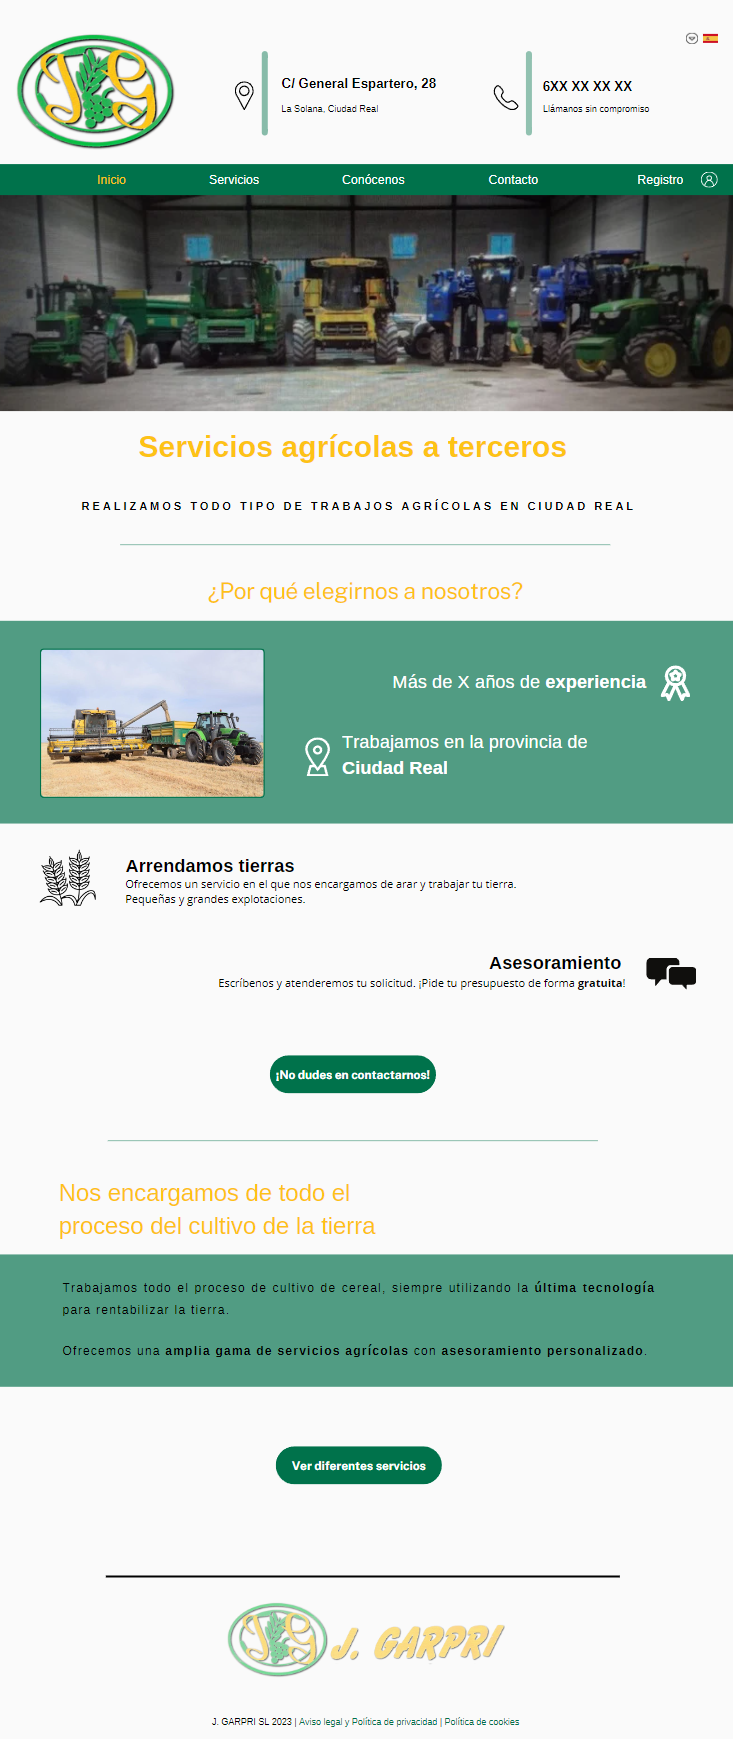 JG
C/ General Espartero, 28
La Solana, Ciudad Real
6XX XX XX XX
Llámanos sin compromiso
Inicio
Servicios
Conócenos
Contacto
Registro
Servicios agrícolas a terceros
REALIZAMOS TODO TIPO DE TRABAJOS AGRÍCOLAS EN CIUDAD REAL
¿Por qué elegirnos a nosotros?
Más de X años de experiencia
Trabajamos en la provincia de
Ciudad Real
Arrendamos tierras
Ofrecemos un servicio en el que nos encargamos de arar y trabajar tu tierra.
Pequeñas y grandes explotaciones.
Asesoramiento
Escríbenos y atenderemos tu solicitud. ¡Pide tu presupuesto de forma gratuita!
¡No dudes en contactarnos!
Nos encargamos de todo el
proceso del cultivo de la tierra
Trabajamos todo el proceso de cultivo de cereal, siempre utilizando la última tecnología
para rentabilizar la tierra.
Ofrecemos una amplia gama de servicios agrícolas con asesoramiento personalizado.
Ver diferentes servicios
JG J. GARPRI
J. GARPRI SL 2023 | Aviso legal y Política de privacidad | Política de cookies